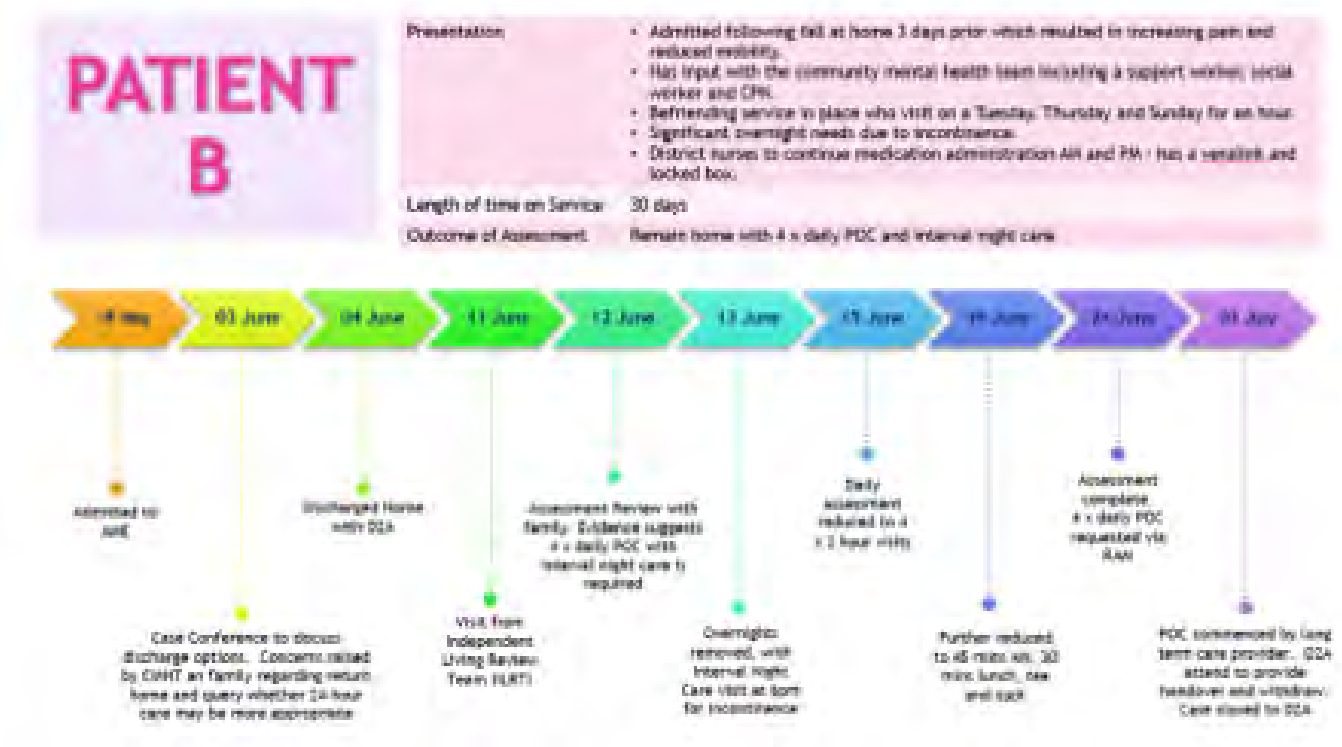 PATIENT
B
Presentation
• Admitted following fall at home 3 days prior which resulted in increasing pain and
reduced mobility.
• Has input with the community mental health team including a support worker, social
worker and CPN.
• Befriending service in place who visit on a Tuesday, Thursday and Sunday for an hour.
• Significant overnight needs due to incontinence.
• District nurses to continue medication administration AM and PM - has a venalink and
locked box.
Length of time on Service
30 days
Outcome of Assessment
Remain home with 4 x daily POC and interval night care
03 June
04 June
11 June
12 June
13 June
June
June
June
01 July
Admitted to
Case Conference to discuss
discharge options. Concerns raised
by CMHT an family regarding return
home and query whether 24 hour
care may be more appropriate
Discharged Home
with D2A
Visit from
Independent
Living Review
Team (ILRT)
Assessment Review with
family. Evidence suggests
4 x daily POC with
interval night care is
required
Overnights
removed, with
Interval Night
Care visit at
for incontinence
Daily
assessment
reduced to 4
x 2 hour visits
Further reduced
to 45 mins AM, 30
mins lunch, tea
and
Assessment
complete
4 x daily POC
requested via
POC commenced by long
term care provider. D2A
attend to provide
handover and withdraw.
Case closed to D2A